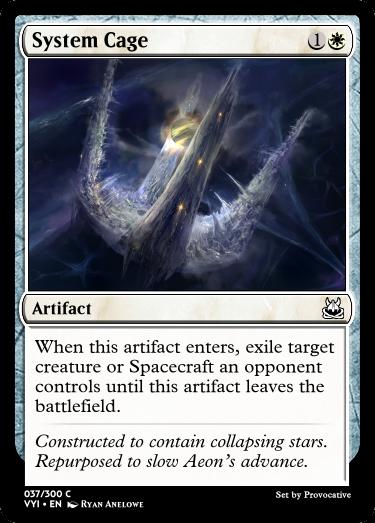 System Cage 1
Artifact
When this artifact enters, exile target
creature or Spacecraft an opponent
controls until this artifact leaves the
battlefield.
Constructed to contain collapsing stars.
Repurposed to slow Aeon's advance.
037/300 C
VYI • EN Ryan Anelowe
Set by Provocative